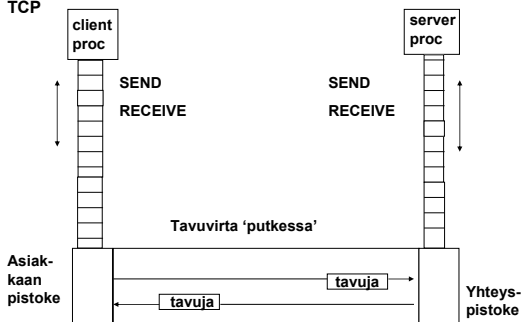 TCP
client
proc
server
proc
SEND
SEND
RECEIVE
RECEIVE
Tavuvirta ‘putkessa’
Asiak-
kaan
pistoke
tavuja
tavuja
Yhteys-
pistoke